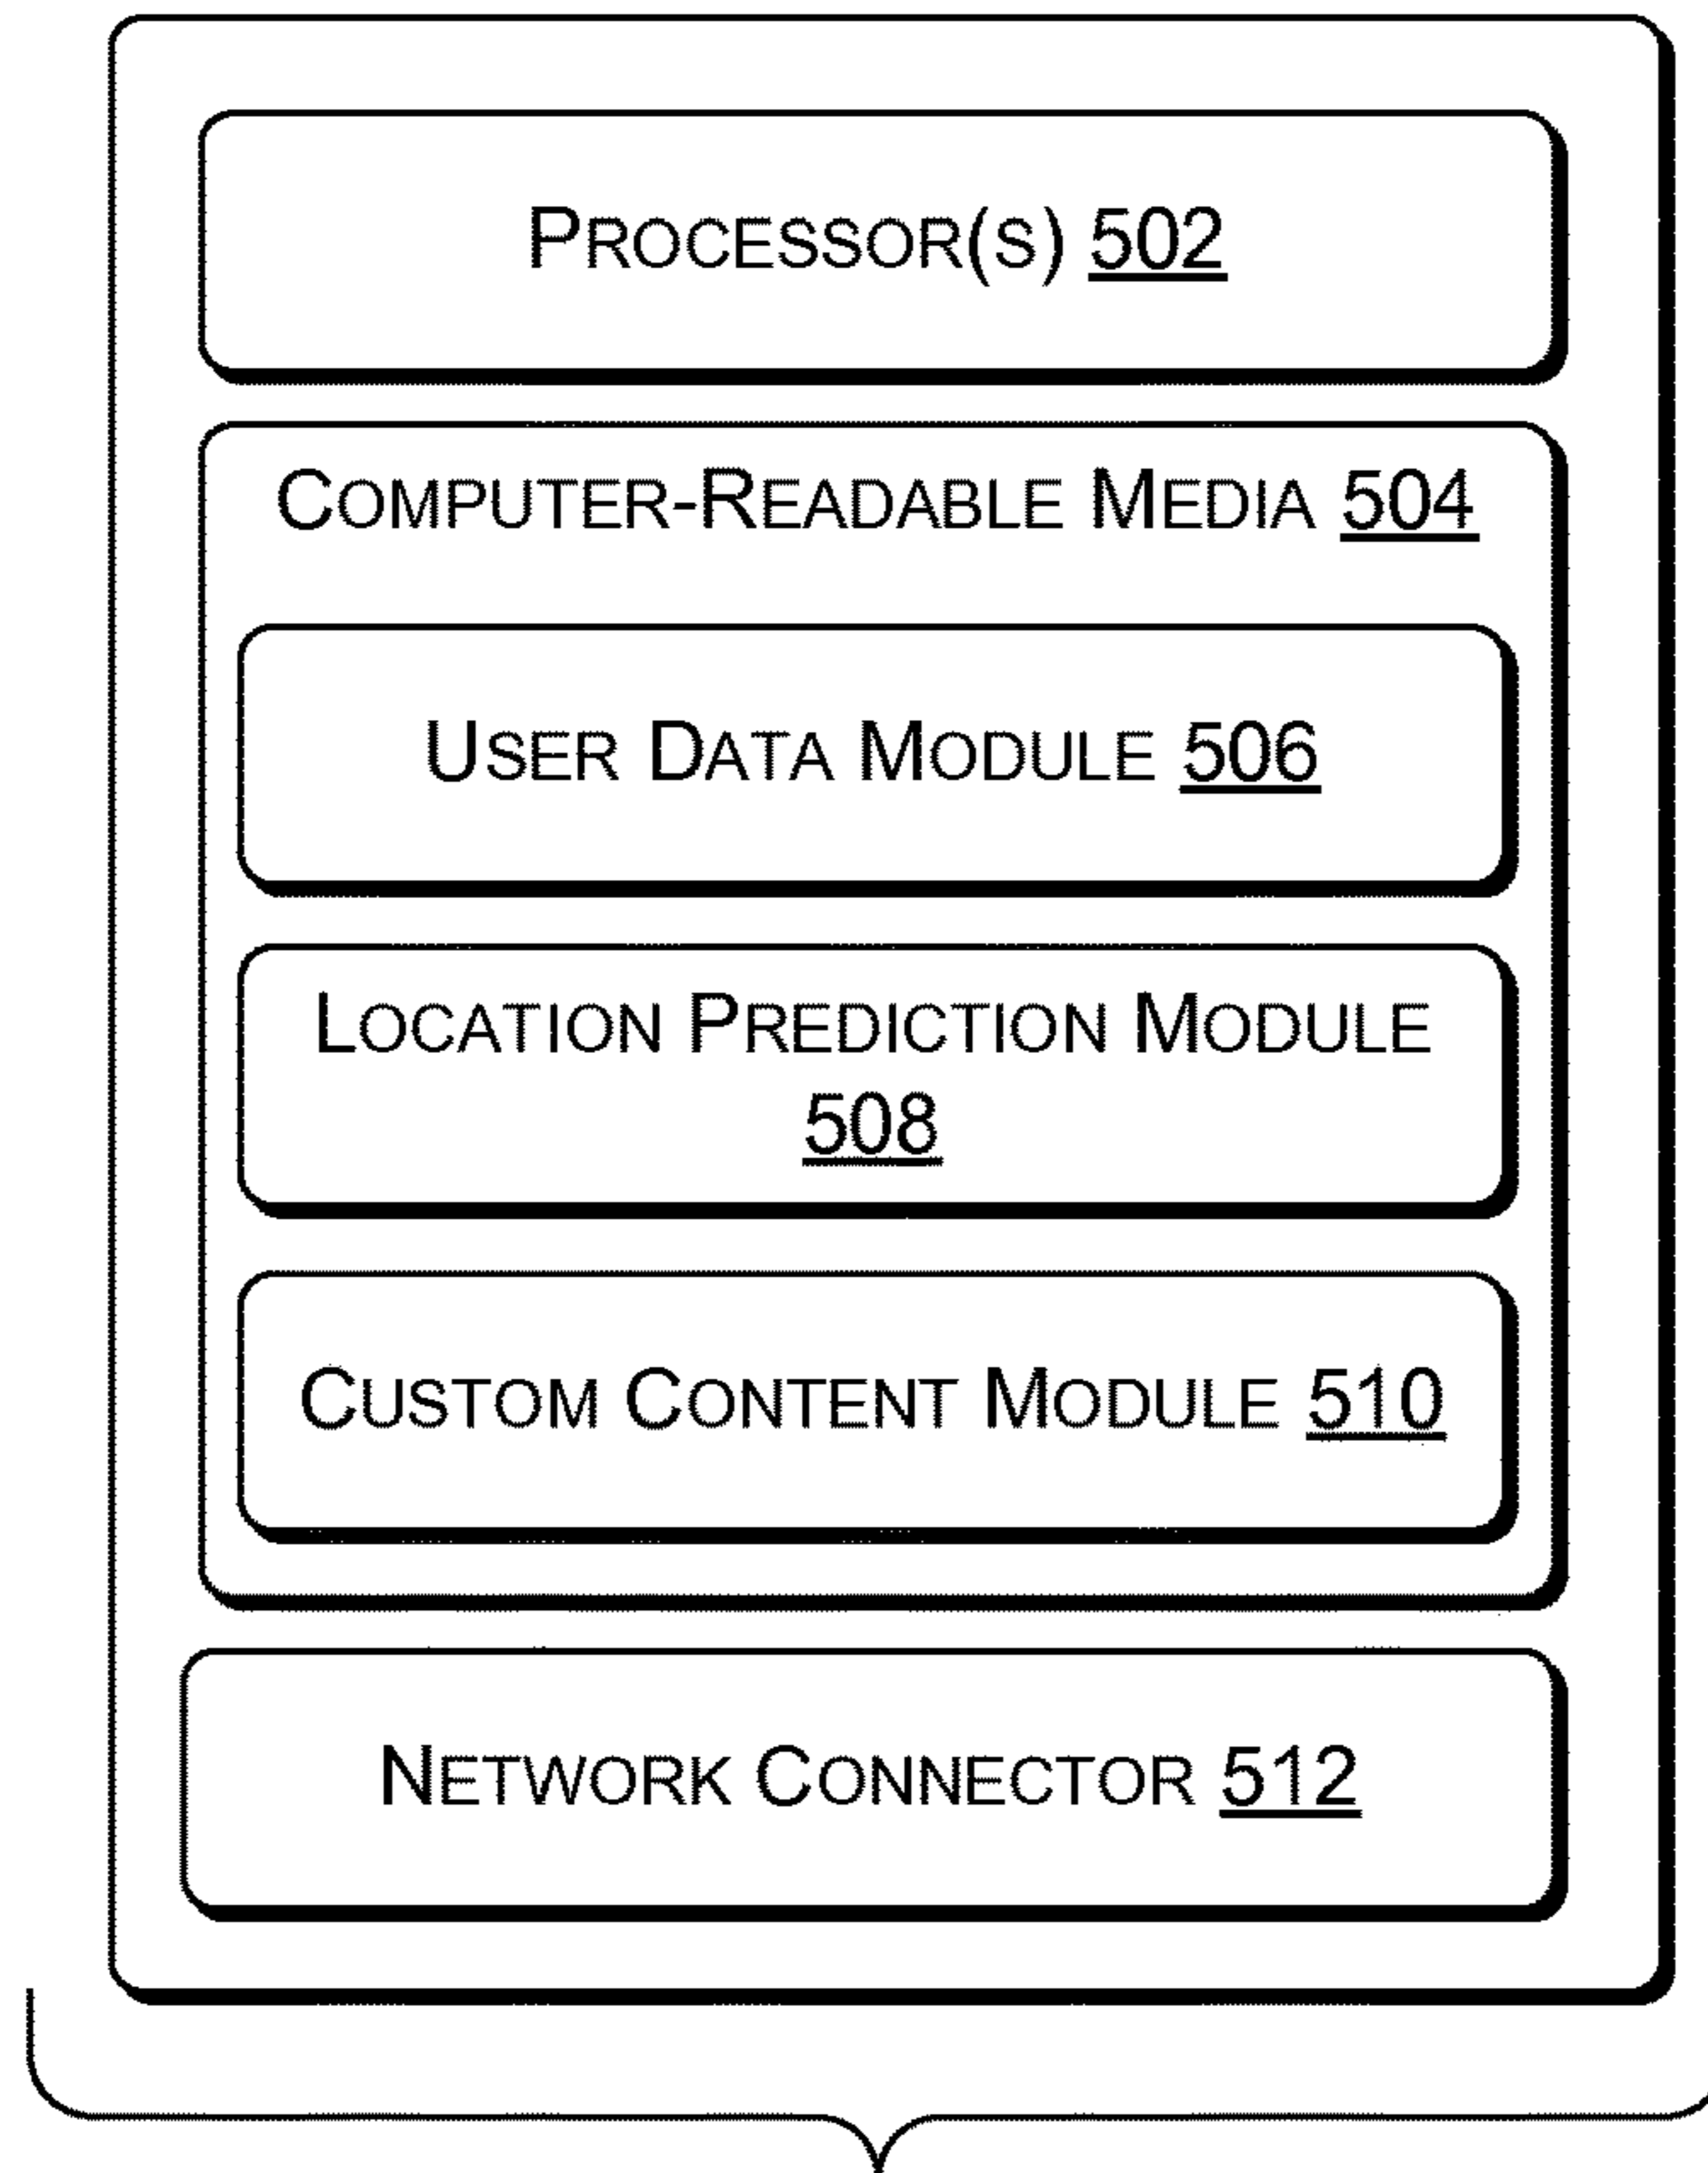 PROCESSOR(S) 502
COMPUTER-READABLE MEDIA 504
USER DATA MODULE 506
LOCATION PREDICTION MODULE
508
CUSTOM CONTENT MODULE 510
NETWORK CONNECTOR 512